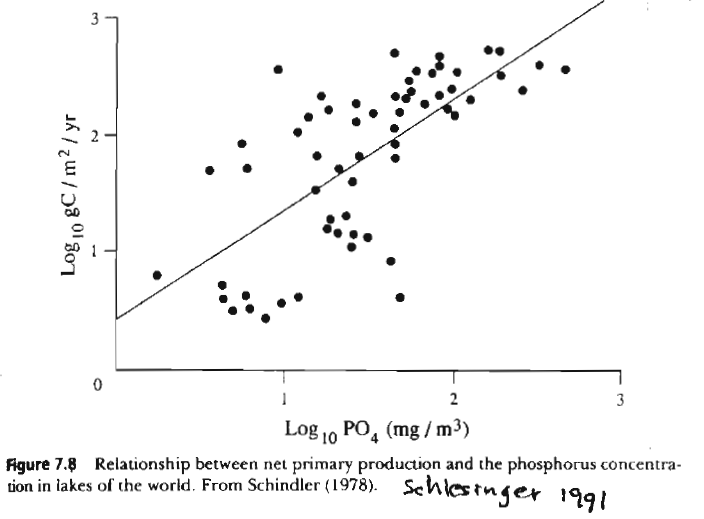 3
2
1
0
Log10 gC / m2 / yr
1 2 3
Log10 PO4 (mg / m3)
Figure 7.8 Relationship between net primary production and the phosphorus concentra-
tion in lakes of the world. From Schindler (1978). Schlesinger 1991